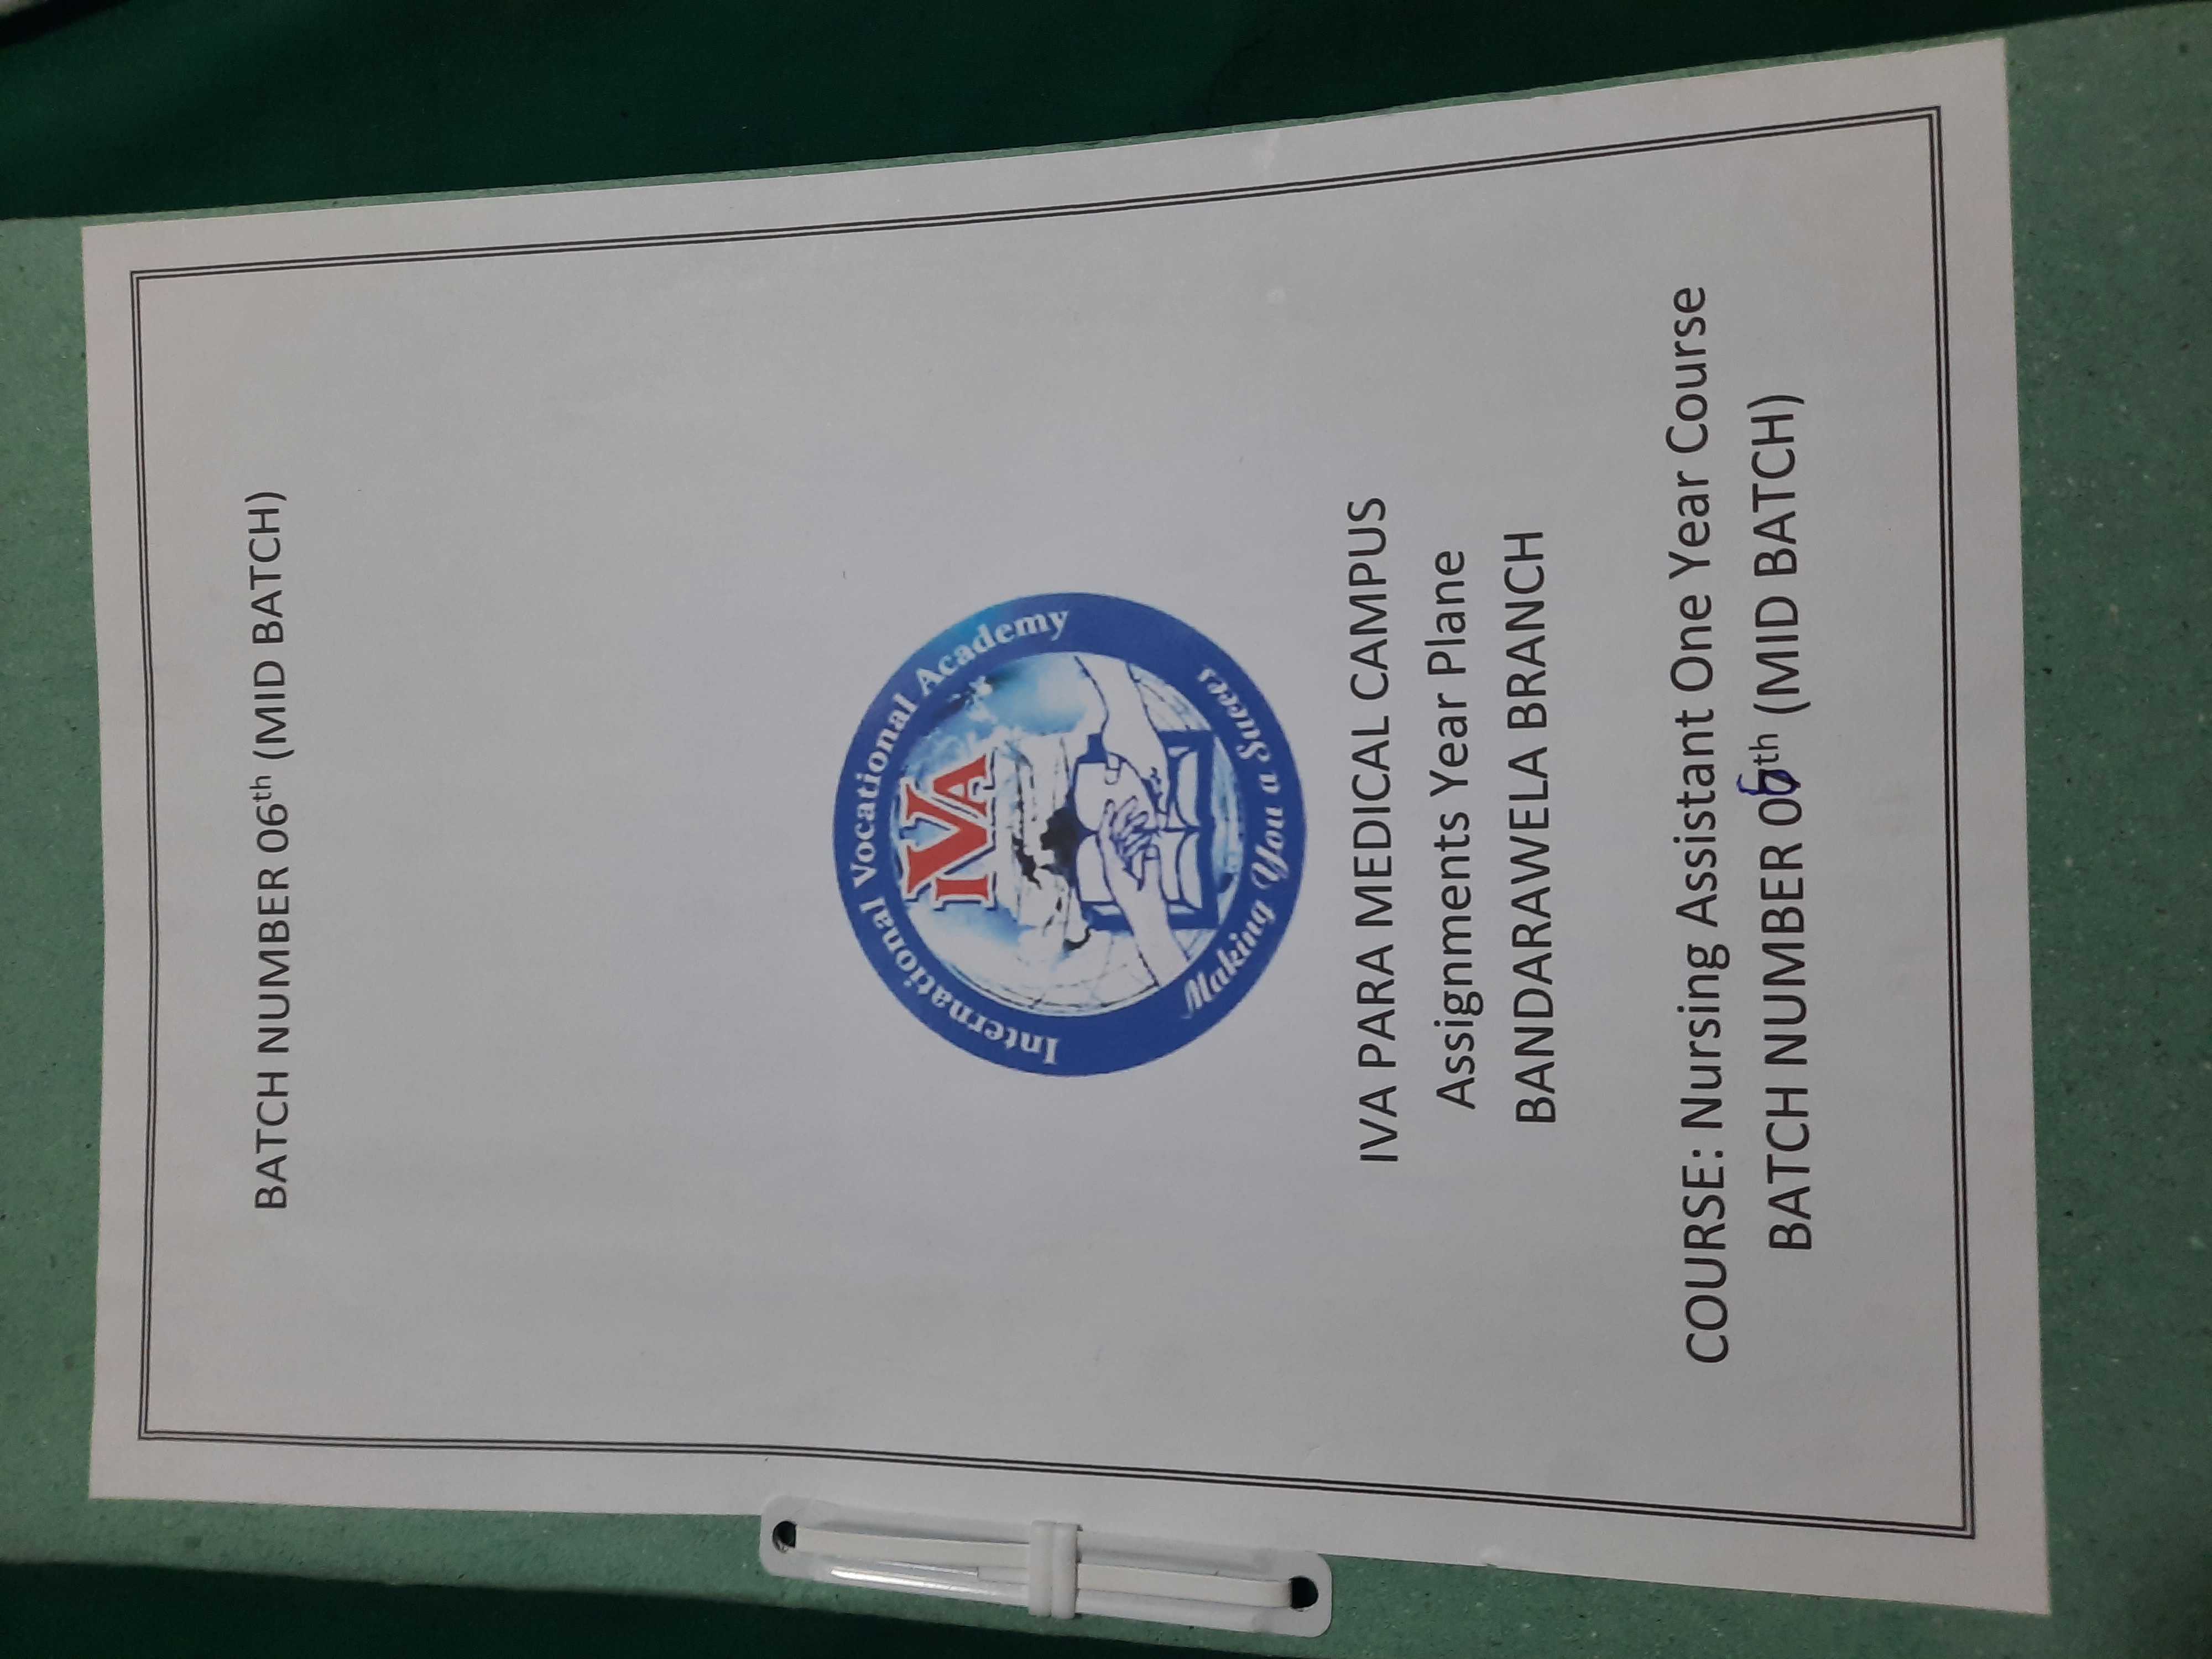 BATCH NUMBER 06th (MID BATCH)
International Vocational Academy
IVA
Making You a Succes
IVA PARA MEDICAL CAMPUS
Assignments Year Plane
BANDARAWELA BRANCH
COURSE: Nursing Assistant One Year Course
BATCH NUMBER 06th (MID BATCH)